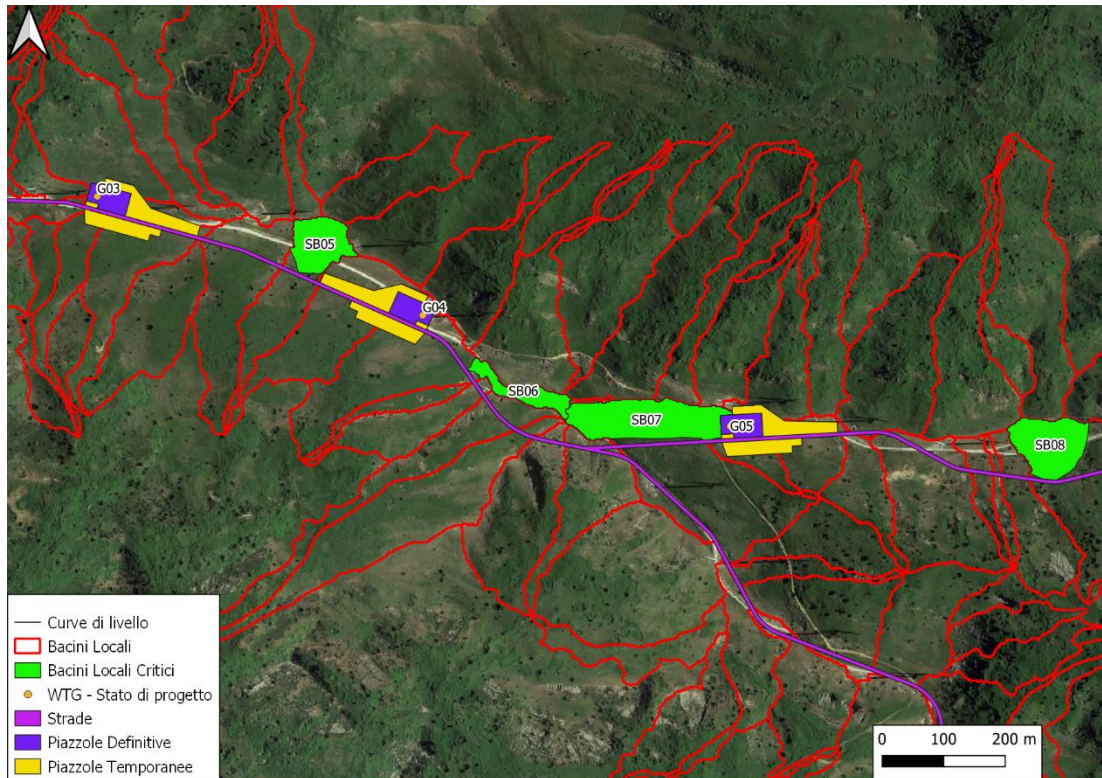 G03
SB05
G04
SB06
SB07
G05
SB08
Curve di livello
Bacini Locali
Bacini Locali Critici
WTG - Stato di progetto
Strade
Piazzole Definitive
Piazzole Temporanee
0 100 200 m